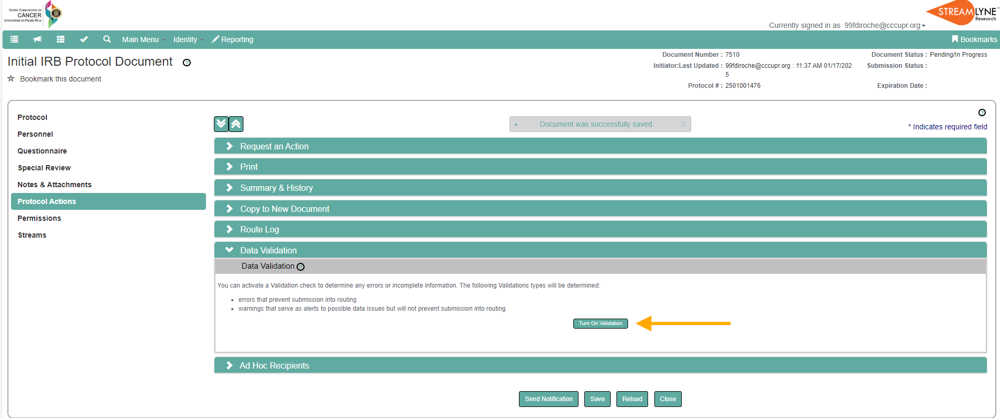 Centro Comprensivo de
CÁNCER
Universidad de Puerto Rico
STREAMLYNE™
Research
Currently signed in as 99fdiroche@cccupr.org
Main Menu Identity Reporting Bookmarks
Initial IRB Protocol Document ?
Bookmark this document
Document Number : 7510
Document Status : Pending/In Progress
Initiator:Last Updated : 99fdiroche@cccupr.org : 11:37 AM 01/17/202
5
Submission Status :
Protocol # : 2501001476
Expiration Date :
Protocol
Personnel
Questionnaire
Special Review
Notes & Attachments
Protocol Actions
Permissions
Streams
?
Document was successfully saved. ×
* Indicates required field
Request an Action
Print
Summary & History
Copy to New Document
Route Log
Data Validation
Data Validation ?
You can activate a Validation check to determine any errors or incomplete information. The following Validations types will be determined:
• errors that prevent submission into routing
• warnings that serve as alerts to possible data issues but will not prevent submission into routing
Turn On Validation
Ad Hoc Recipients
Send Notification Save Reload Close